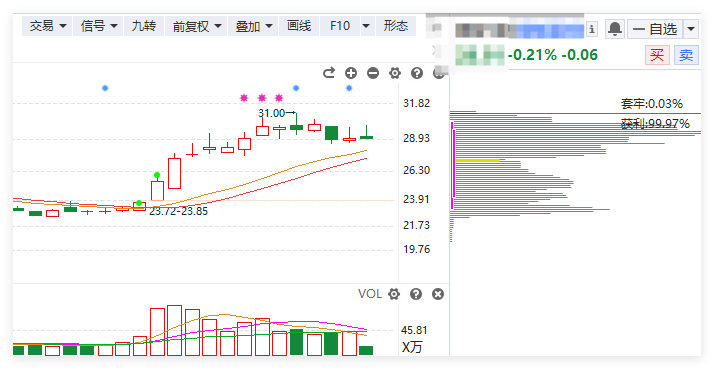 交易 信号 九转 前复权 叠加 画线 F10 形态 i 一 自选
-0.21% -0.06 买 卖
套牢:0.03%
31.82
31.00
获利:99.97%
28.93
26.30
23.91
23.72-23.85
21.73
19.76
VOL
45.81
X万